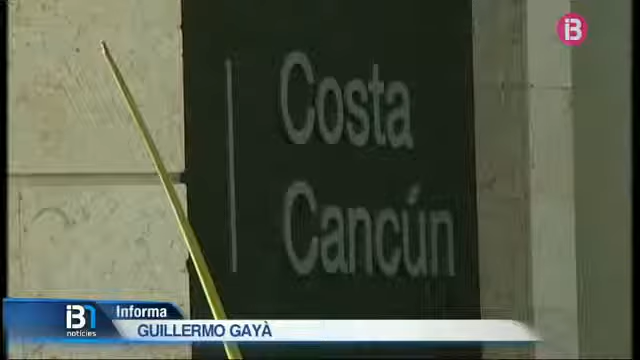 Costa
Cancún
IB
notícies
Informa
GUILLERMO GAYÀ
IB